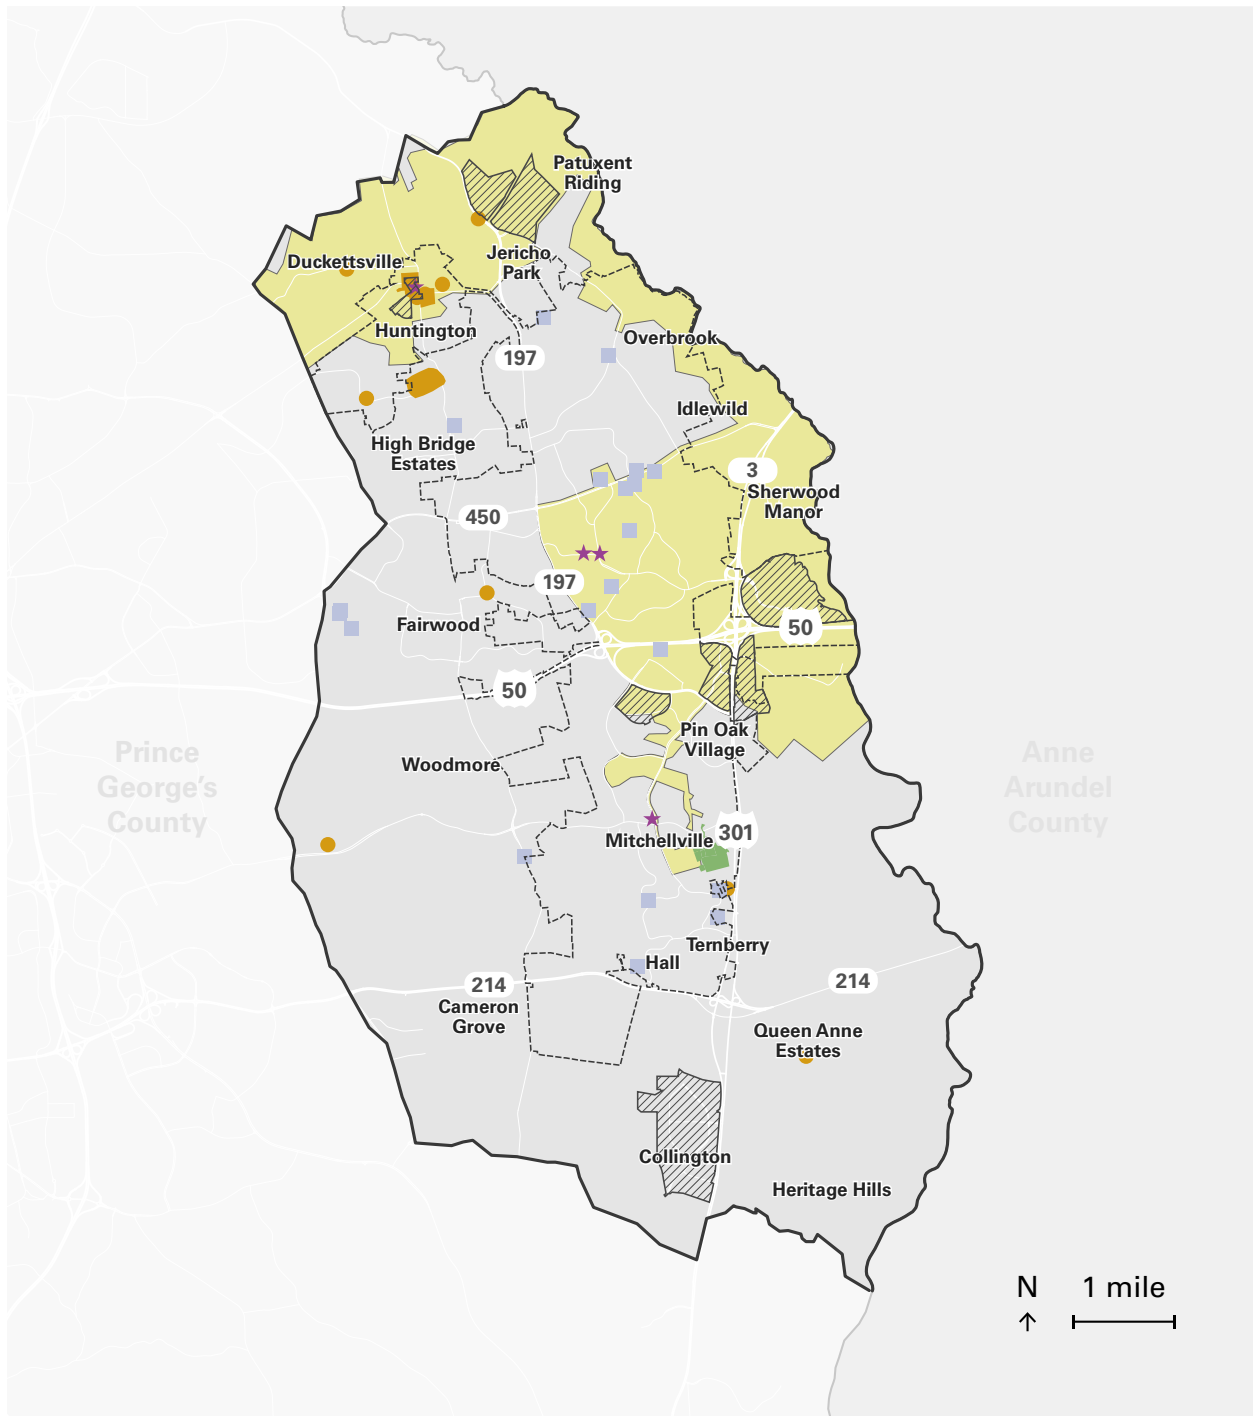 Patuxent
Riding
Jericho
Park
Duckettsville
Huntington
197
Overbrook
Idlewild
High Bridge
Estates
3
Sherwood
Manor
450
197
Fairwood
50
50
Pin Oak
Village
Prince
George's
County
Woodmore
Anne
Arundel
County
Mitchellville
301
Ternberry
Hall
214
214
Cameron
Grove
Queen Anne
Estates
Collington
Heritage Hills
N
1 mile